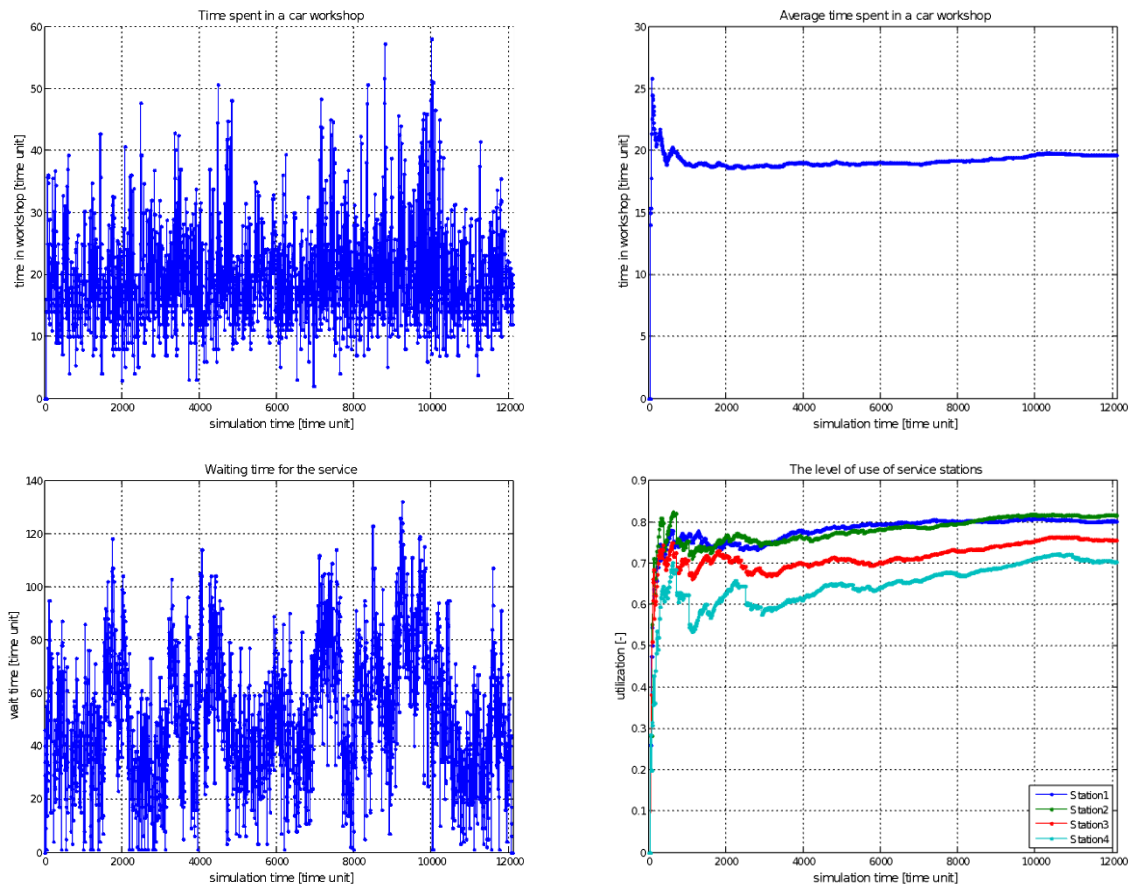 Time spent in a car workshop
60
50
40
30
20
10
0
0 2000 4000 6000 8000 10000 12000
time in workshop [time unit]
simulation time [time unit]
Average time spent in a car workshop
30
25
20
15
10
5
0
0 2000 4000 6000 8000 10000 12000
time in workshop [time unit]
simulation time [time unit]
Waiting time for the service
140
120
100
80
60
40
20
0
0 2000 4000 6000 8000 10000 12000
wait time [time unit]
simulation time [time unit]
The level of use of service stations
0.9
0.8
0.7
0.6
0.5
0.4
0.3
0.2
0.1
0
0 2000 4000 6000 8000 10000 12000
utilization [-]
simulation time [time unit]
Station1
Station2
Station3
Station4